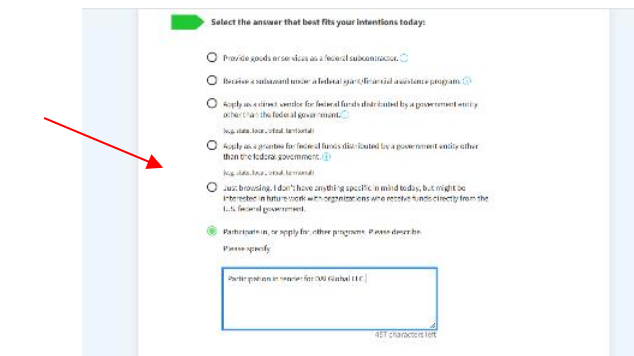 Select the answer that best fits your intentions today:
Provide goods or services as a federal subcontractor.
Receive a subaward under a federal grant/financial assistance program.
Apply as a direct vendor for federal funds distributed by a government entity
other than the federal government.
(e.g. state, local, tribal, territorial)
Apply as a grantee for federal funds distributed by a government entity other
than the federal government.
(e.g. state, local, tribal, territorial)
Just browsing. I don't have anything specific in mind today, but might be
interested in future work with organizations who receive funds directly from the
U.S. federal government.
Participate in, or apply for, other programs. Please describe.
Please specify
Participation in tender for DAI Global LLC
457 characters left